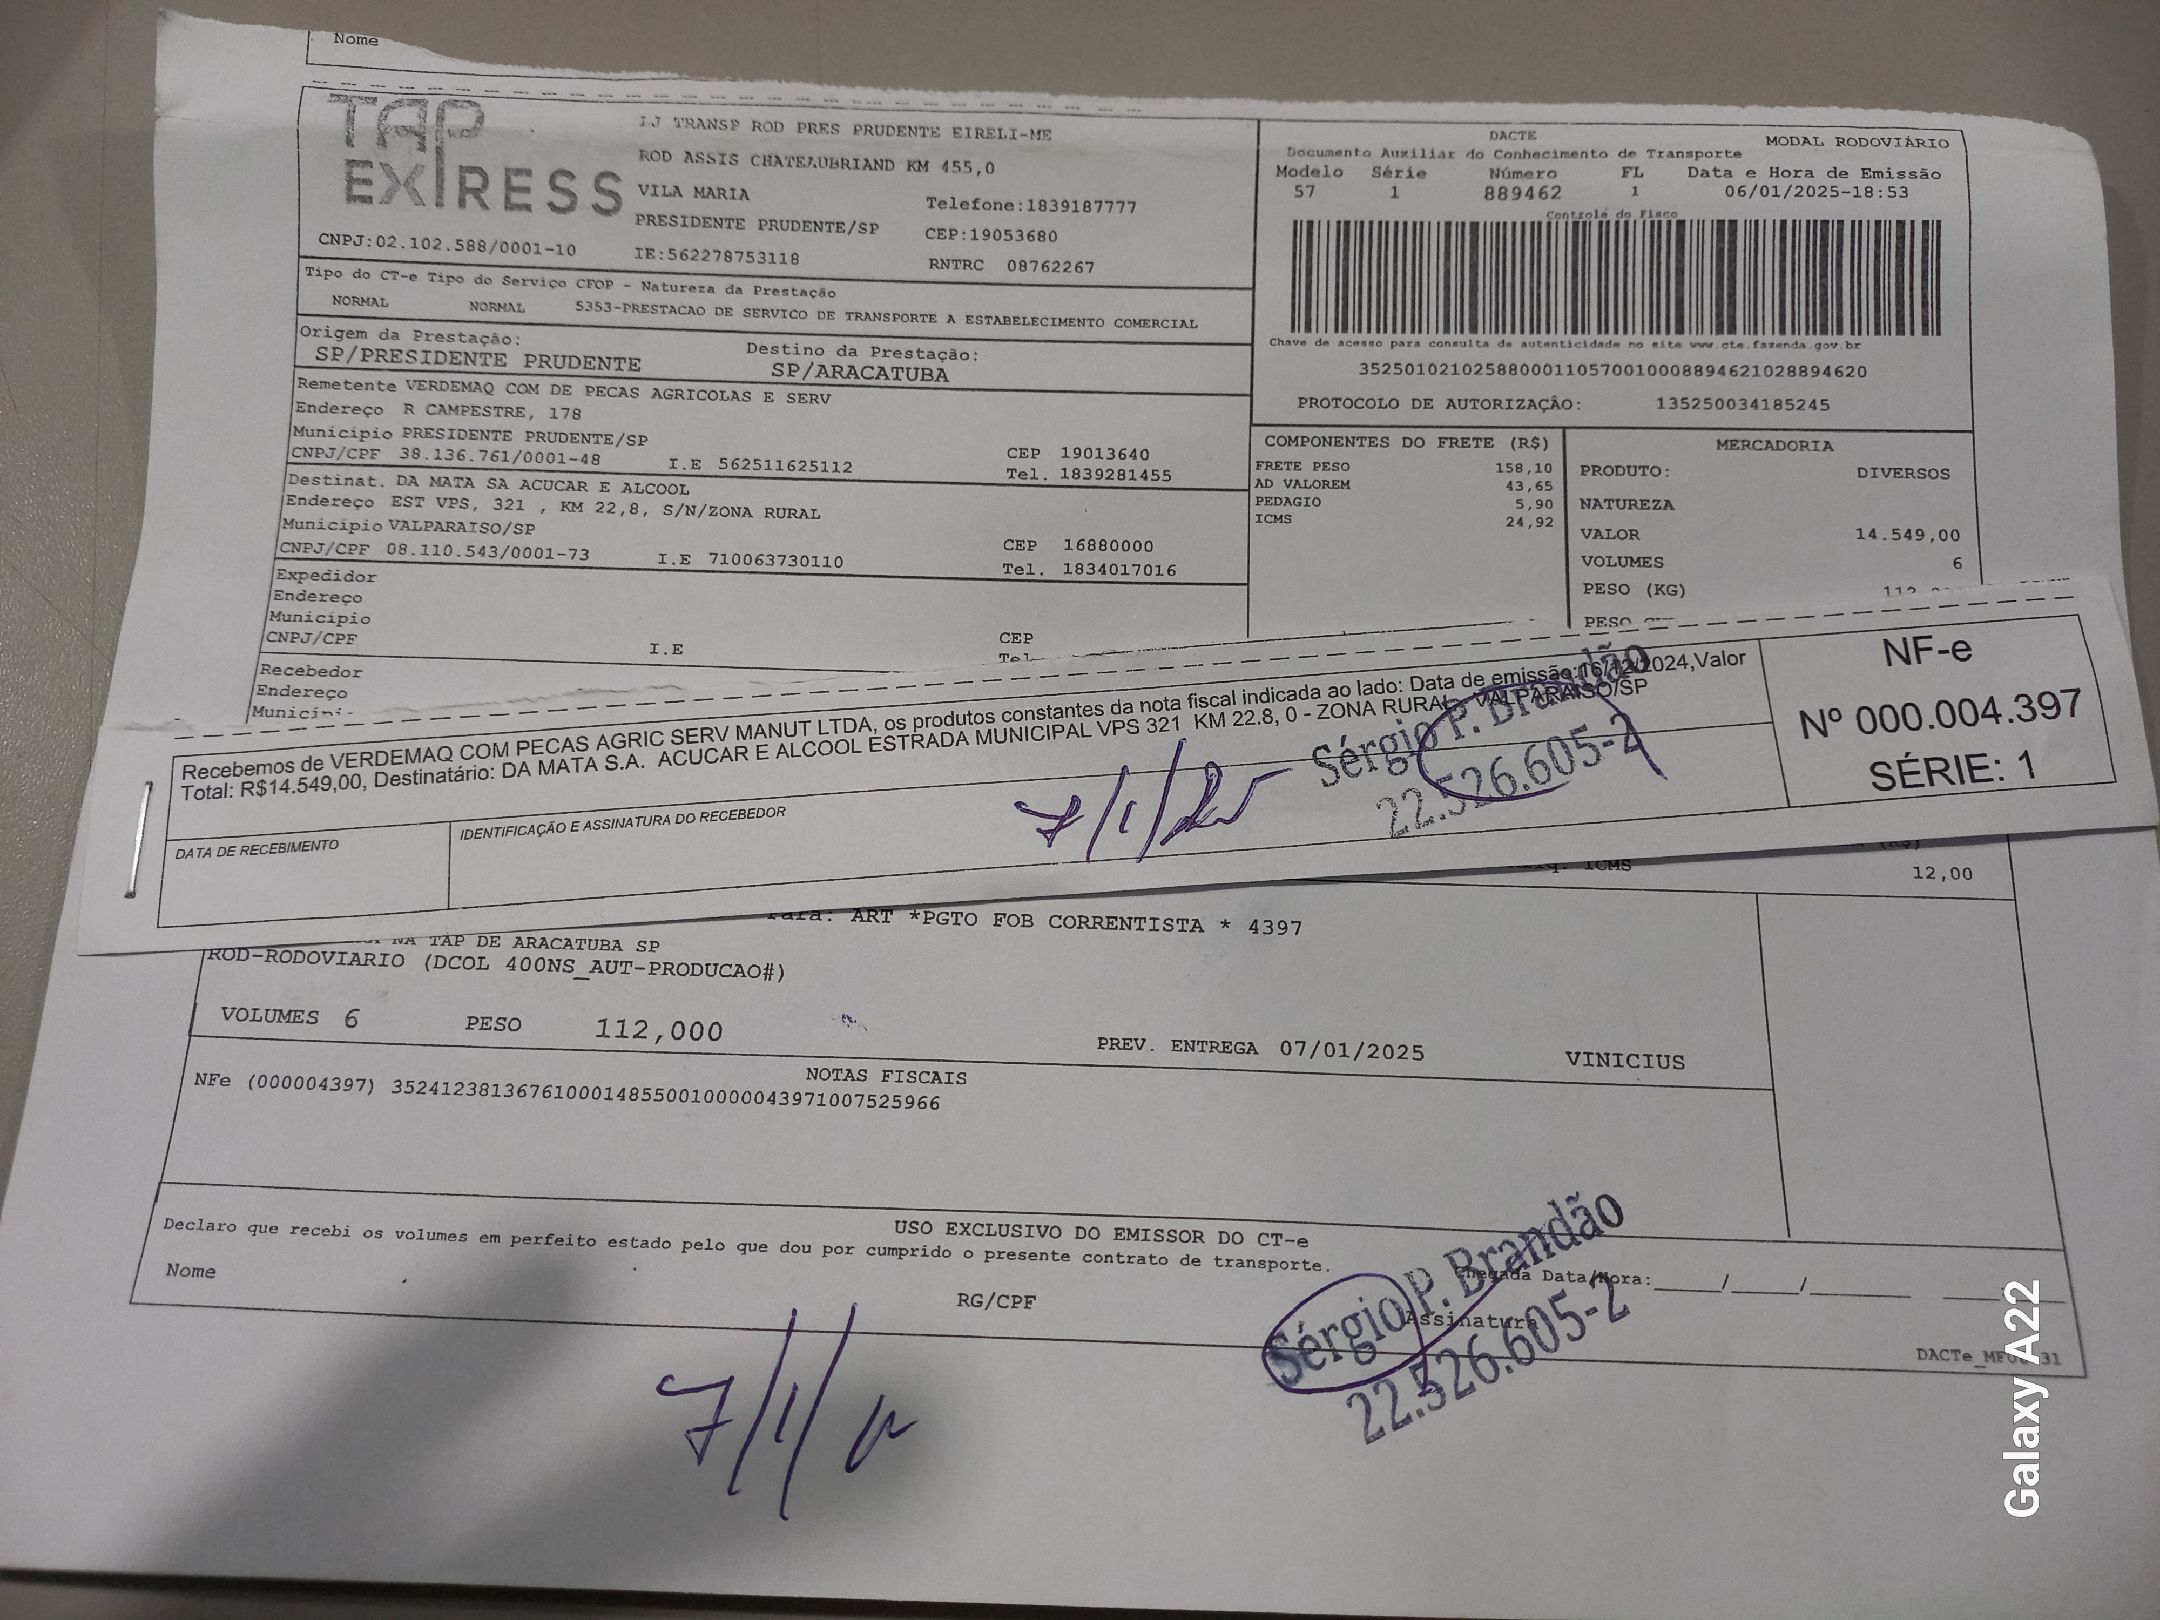 Nome
TAP
EXPRESS
LJ TRANSP ROD PRES PRUDENTE EIRELI-ME
ROD ASSIS CHATEAUBRIAND KM 455,0
VILA MARIA
Telefone:1839187777
PRESIDENTE PRUDENTE/SP CEP:19053680
CNPJ:02.102.588/0001-10 IE:562278753118 RNTRC 08762267
DACTE MODAL RODOVIÁRIO
Documento Auxiliar do Conhecimento de Transporte
Modelo Série Número FL Data e Hora de Emissão
57 1 889462 1 06/01/2025-18:53
Controle do Fisco
Chave de acesso para consulta de autenticidade no site www.cte.fazenda.gov.br
35250102102588000110570010008894621028894620
PROTOCOLO DE AUTORIZAÇÃO: 135250034185245
Tipo do CT-e Tipo do Serviço CFOP - Natureza da Prestação
NORMAL NORMAL 5353-PRESTACAO DE SERVICO DE TRANSPORTE A ESTABELECIMENTO COMERCIAL
Origem da Prestação: Destino da Prestação:
SP/PRESIDENTE PRUDENTE SP/ARACATUBA
Remetente VERDEMAQ COM DE PECAS AGRICOLAS E SERV
Endereço R CAMPESTRE, 178
Município PRESIDENTE PRUDENTE/SP CEP 19013640
CNPJ/CPF 38.136.761/0001-48 I.E 562511625112 Tel. 1839281455
Destinat. DA MATA SA ACUCAR E ALCOOL
Endereço EST VPS, 321 , KM 22,8, S/N/ZONA RURAL
Município VALPARAISO/SP CEP 16880000
CNPJ/CPF 08.110.543/0001-73 I.E 710063730110 Tel. 1834017016
Expedidor
Endereço
Município CEP
CNPJ/CPF I.E Tel
Recebedor
Endereço
Municípi
COMPONENTES DO FRETE (R$)
FRETE PESO 158,10
AD VALOREM 43,65
PEDAGIO 5,90
ICMS 24,92
MERCADORIA
PRODUTO: DIVERSOS
NATUREZA
VALOR 14.549,00
VOLUMES 6
PESO (KG) 112
PESO
Recebemos de VERDEMAQ COM PECAS AGRIC SERV MANUT LTDA, os produtos constantes da nota fiscal indicada ao lado: Data de emissão:16/12/2024,Valor
Total: R$14.549,00, Destinatário: DA MATA S.A. ACUCAR E ALCOOL ESTRADA MUNICIPAL VPS 321 KM 22.8, 0 - ZONA RURAL - VALPARAISO/SP
DATA DE RECEBIMENTO
IDENTIFICAÇÃO E ASSINATURA DO RECEBEDOR
7/1/25
Sérgio P. Brandão
22.526.605-2
NF-e
Nº 000.004.397
SÉRIE: 1
ICMS
12,00
ara: ART *PGTO FOB CORRENTISTA * 4397
NA TAP DE ARACATUBA SP
ROD-RODOVIARIO (DCOL 400NS_AUT-PRODUCAO#)
VOLUMES 6 PESO 112,000
PREV. ENTREGA 07/01/2025 VINICIUS
NOTAS FISCAIS
NFe (000004397) 35241238136761000148550010000043971007525966
USO EXCLUSIVO DO EMISSOR DO CT-e
Declaro que recebi os volumes em perfeito estado pelo que dou por cumprido o presente contrato de transporte.
Chegada Data/Hora:_____/_____/_______ ________
Nome RG/CPF Assinatura
Sérgio P. Brandão
22.526.605-2
7/1/
Galaxy A22